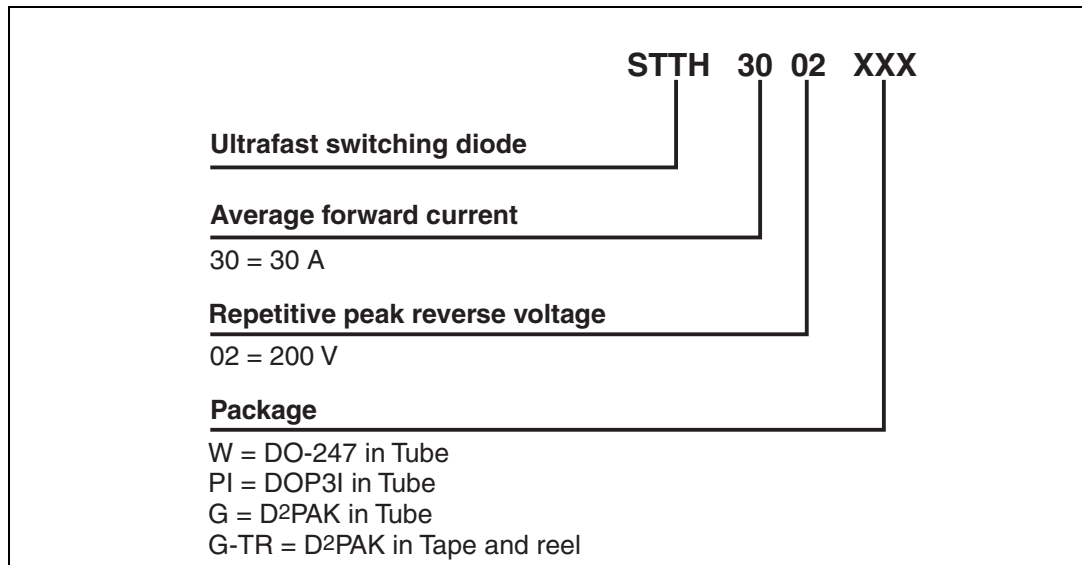 STTH 30 02 XXX
Ultrafast switching diode
Average forward current
30 = 30 A
Repetitive peak reverse voltage
02 = 200 V
Package
W = DO-247 in Tube
PI = DOP3I in Tube
G = D2PAK in Tube
G-TR = D2PAK in Tape and reel